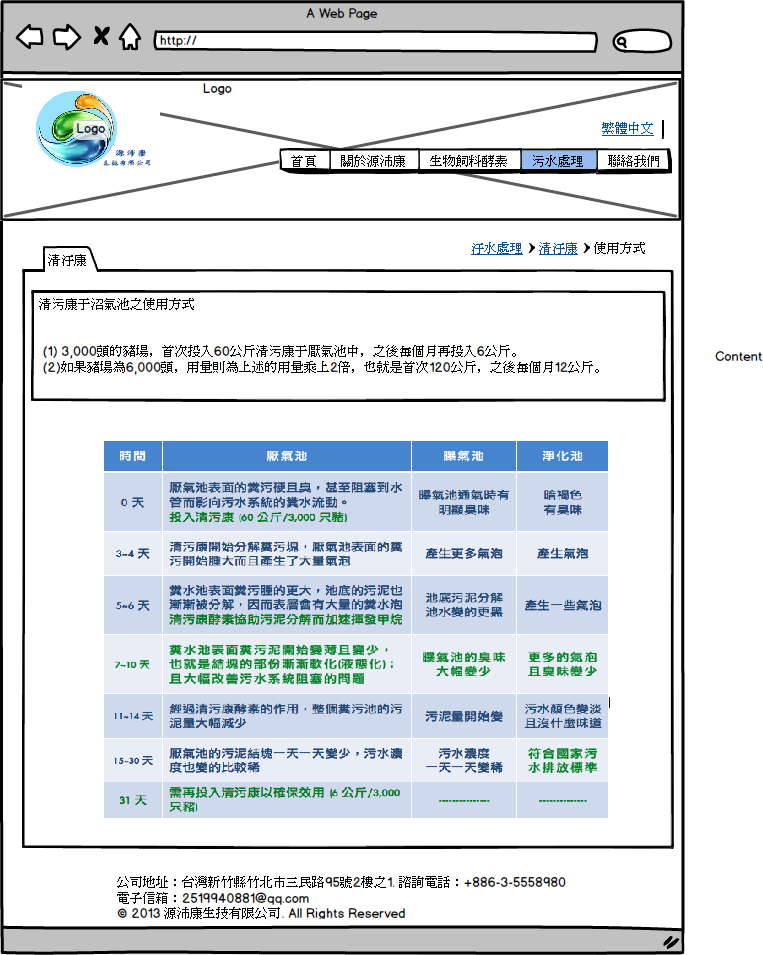 A Web Page
http://
Logo
Logo
源沛康
生技有限公司
繁體中文
首頁 關於源沛康 生物飼料酵素 污水處理 聯絡我們
汙水處理 清汙康 使用方式
清汙康
清污康于沼氣池之使用方式
(1) 3,000頭的豬場，首次投入60公斤清污康于厭氣池中，之後每個月再投入6公斤。
(2)如果豬場為6,000頭，用量則為上述的用量乘上2倍，也就是首次120公斤，之後每個月12公斤。
Content
時間 厭氣池 曝氣池 淨化池
0 天
厭氣池表面的糞污硬且臭，甚至阻塞到水
管而影向污水系統的糞水流動。
投入清污康 (60 公斤/3,000 只豬)
曝氣池通氣時有
明顯臭味
暗褐色
有臭味
3~4 天
清污康開始分解糞污塊，厭氣池表面的糞
污開始腫大而且產生了大量氣泡
產生更多氣泡
產生氣泡
5~6 天
糞水池表面糞污腫的更大，池底的污泥也
漸漸被分解，因而表層會有大量的糞水泡
清污康酵素協助污泥分解而加速揮發甲烷
池底污泥分解
池水變的更黑
產生一些氣泡
7~10 天
糞水池表面糞污泥開始變薄且變少，
也就是結塊的部份漸漸軟化(液態化)；
且大幅改善污水系統阻塞的問題
曝氣池的臭味
大幅變少
更多的氣泡
且臭味變少
11~14 天
經過清污康酵素的作用，整個糞污池的污
泥量大幅減少
污泥量開始變
污水顏色變淡
且沒什麼味道
15~30 天
厭氣池的污泥結塊一天一天變少，污水濃
度也變的比較稀
污水濃度
一天一天變稀
符合國家污
水排放標準
31 天
需再投入清污康以確保效用 (6 公斤/3,000
只豬)
---------------
--------------
公司地址：台灣新竹縣竹北市三民路95號2樓之1. 諮詢電話：+886-3-5558980
電子信箱：2519940881@qq.com
© 2013 源沛康生技有限公司. All Rights Reserved